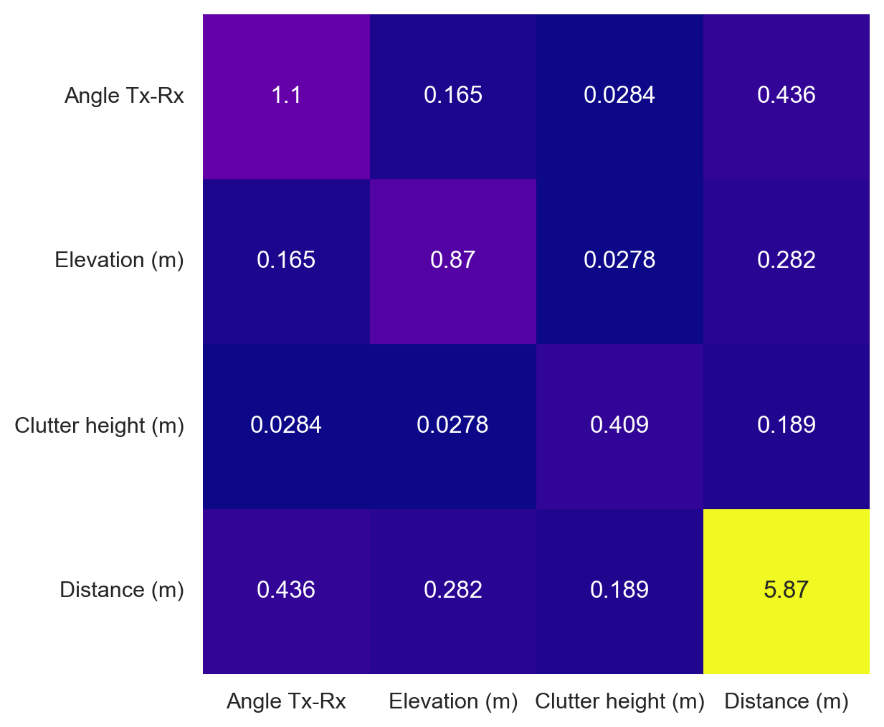 Angle Tx-Rx 1.1 0.165 0.0284 0.436
Elevation (m) 0.165 0.87 0.0278 0.282
Clutter height (m) 0.0284 0.0278 0.409 0.189
Distance (m) 0.436 0.282 0.189 5.87
Angle Tx-Rx Elevation (m) Clutter height (m) Distance (m)